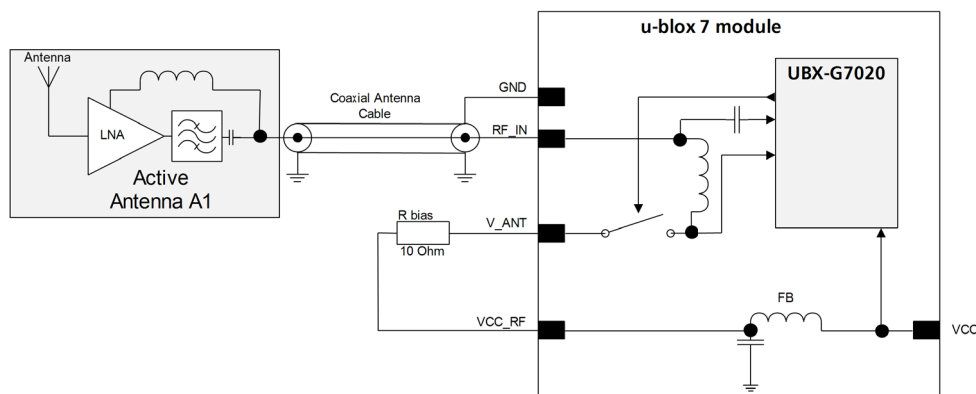 u-blox 7 module
Antenna
LNA
Active
Antenna A1
Coaxial Antenna
Cable
GND
RF_IN
UBX-G7020
R bias
10 Ohm
V_ANT
VCC_RF
FB
VCC